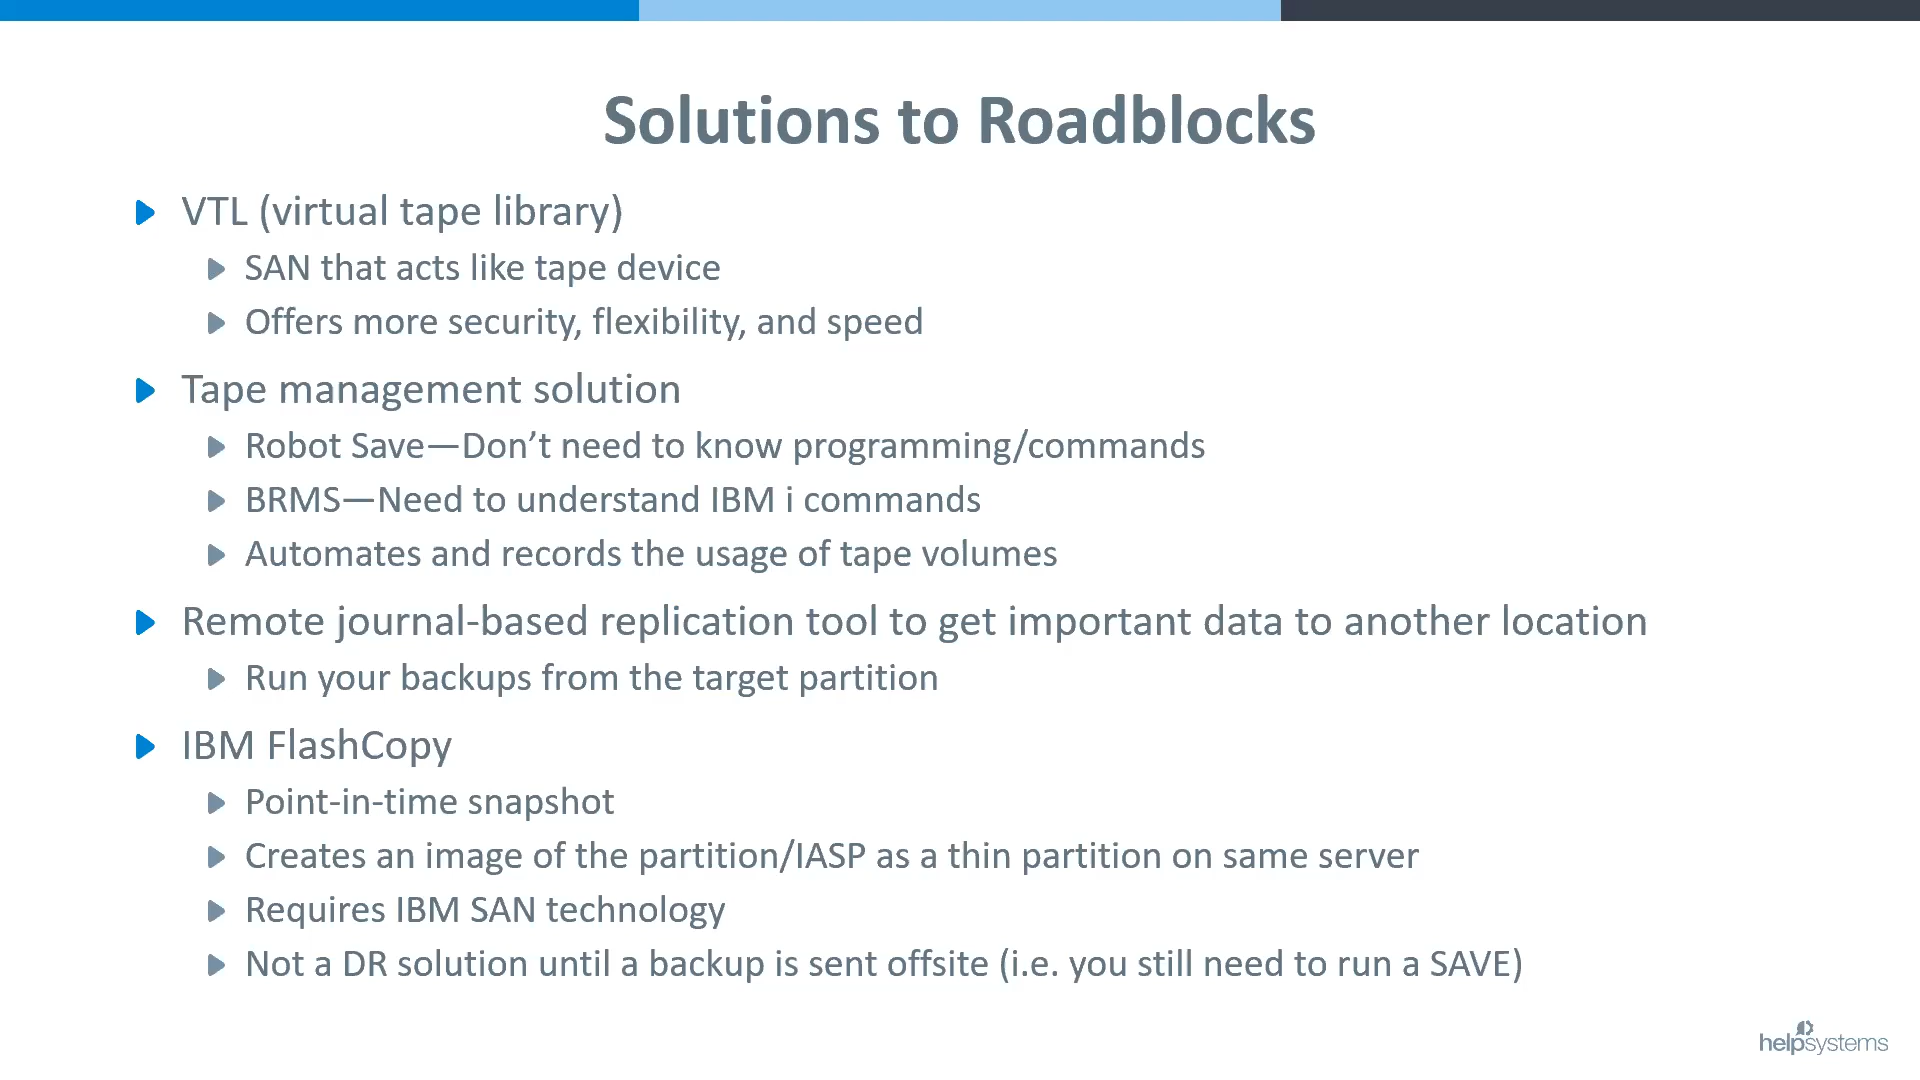 Solutions to Roadblocks
VTL (virtual tape library)
SAN that acts like tape device
Offers more security, flexibility, and speed
Tape management solution
Robot Save—Don’t need to know programming/commands
BRMS—Need to understand IBM i commands
Automates and records the usage of tape volumes
Remote journal-based replication tool to get important data to another location
Run your backups from the target partition
IBM FlashCopy
Point-in-time snapshot
Creates an image of the partition/IASP as a thin partition on same server
Requires IBM SAN technology
Not a DR solution until a backup is sent offsite (i.e. you still need to run a SAVE)
helpsystems